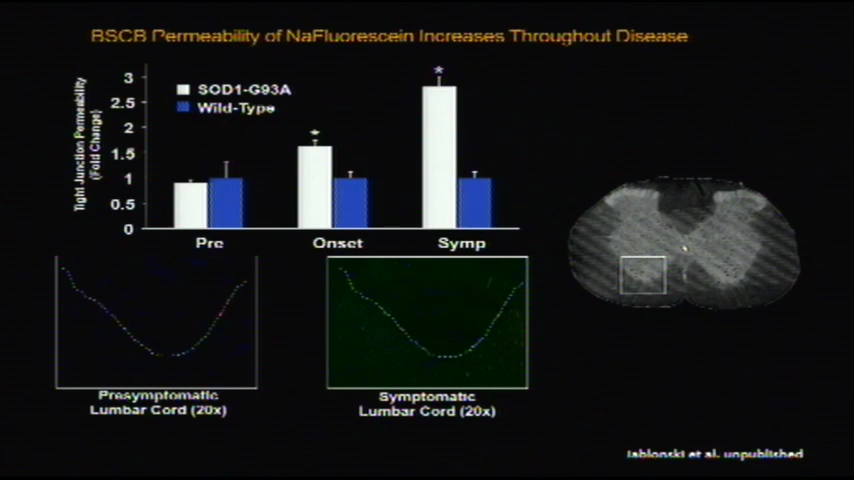 BSCB Permeability of NaFluorescein Increases Throughout Disease
Tight Junction Permeability
(Fold Change)
3
2.5
2
1.5
1
0.5
0
SOD1-G93A
Wild-Type
*
*
Pre
Onset
Symp
Presymptomatic
Lumbar Cord (20x)
Symptomatic
Lumbar Cord (20x)
Jablonski et al. unpublished